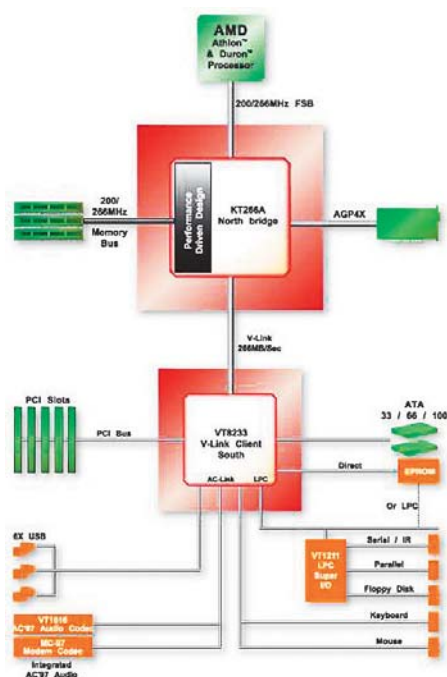 AMD
Athlon™
& Duron™
Processor
200/266MHz FSB
200/
266MHz
Memory
Bus
Performance
Driven Design
KT266A
North bridge
AGP4X
V-Link
266MB/Sec
PCI Slots
PCI Bus
VT8233
V-Link Client
South
AC-Link
LPC
ATA
33 / 66 / 100
Direct
EPROM
Or LPC
6X USB
VT1211
LPC
Super
I/O
Serial / IR
Parallel
Floppy Disk
Keyboard
Mouse
VT1616
AC'97 Audio Codec
MC-97
Modem Codec
Integrated
AC'97 Audio